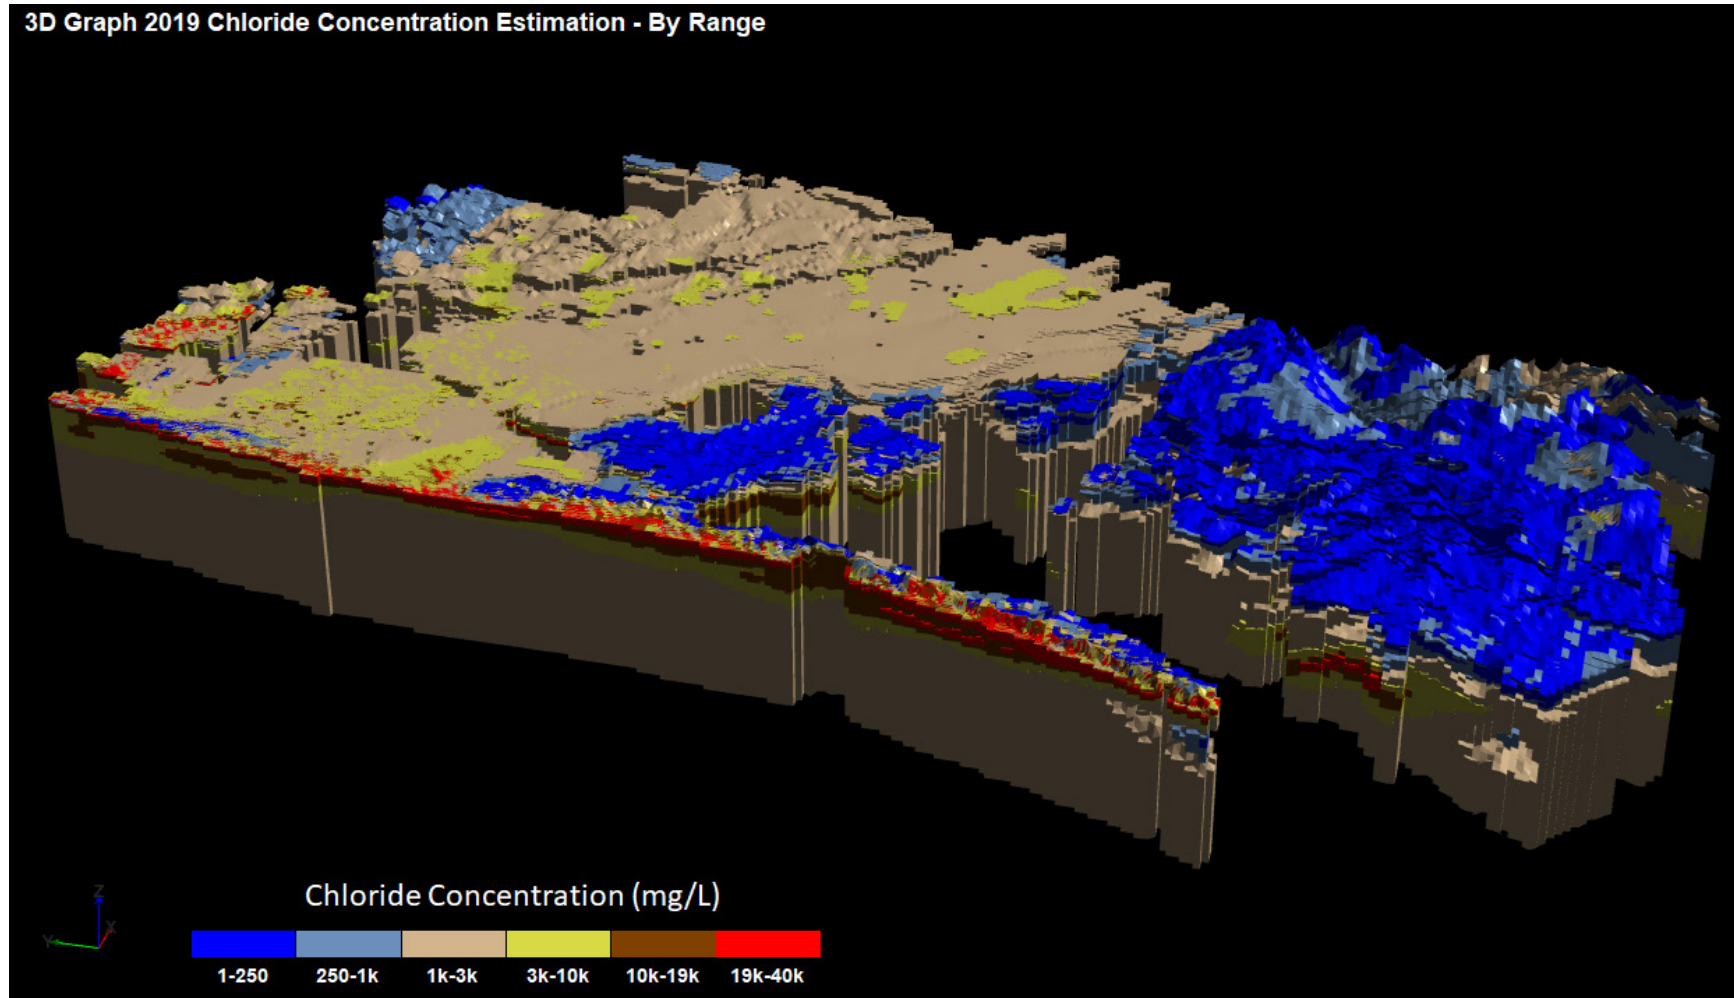 3D Graph 2019 Chloride Concentration Estimation - By Range
Z
X
Y
Chloride Concentration (mg/L)
1-250 250-1k 1k-3k 3k-10k 10k-19k 19k-40k